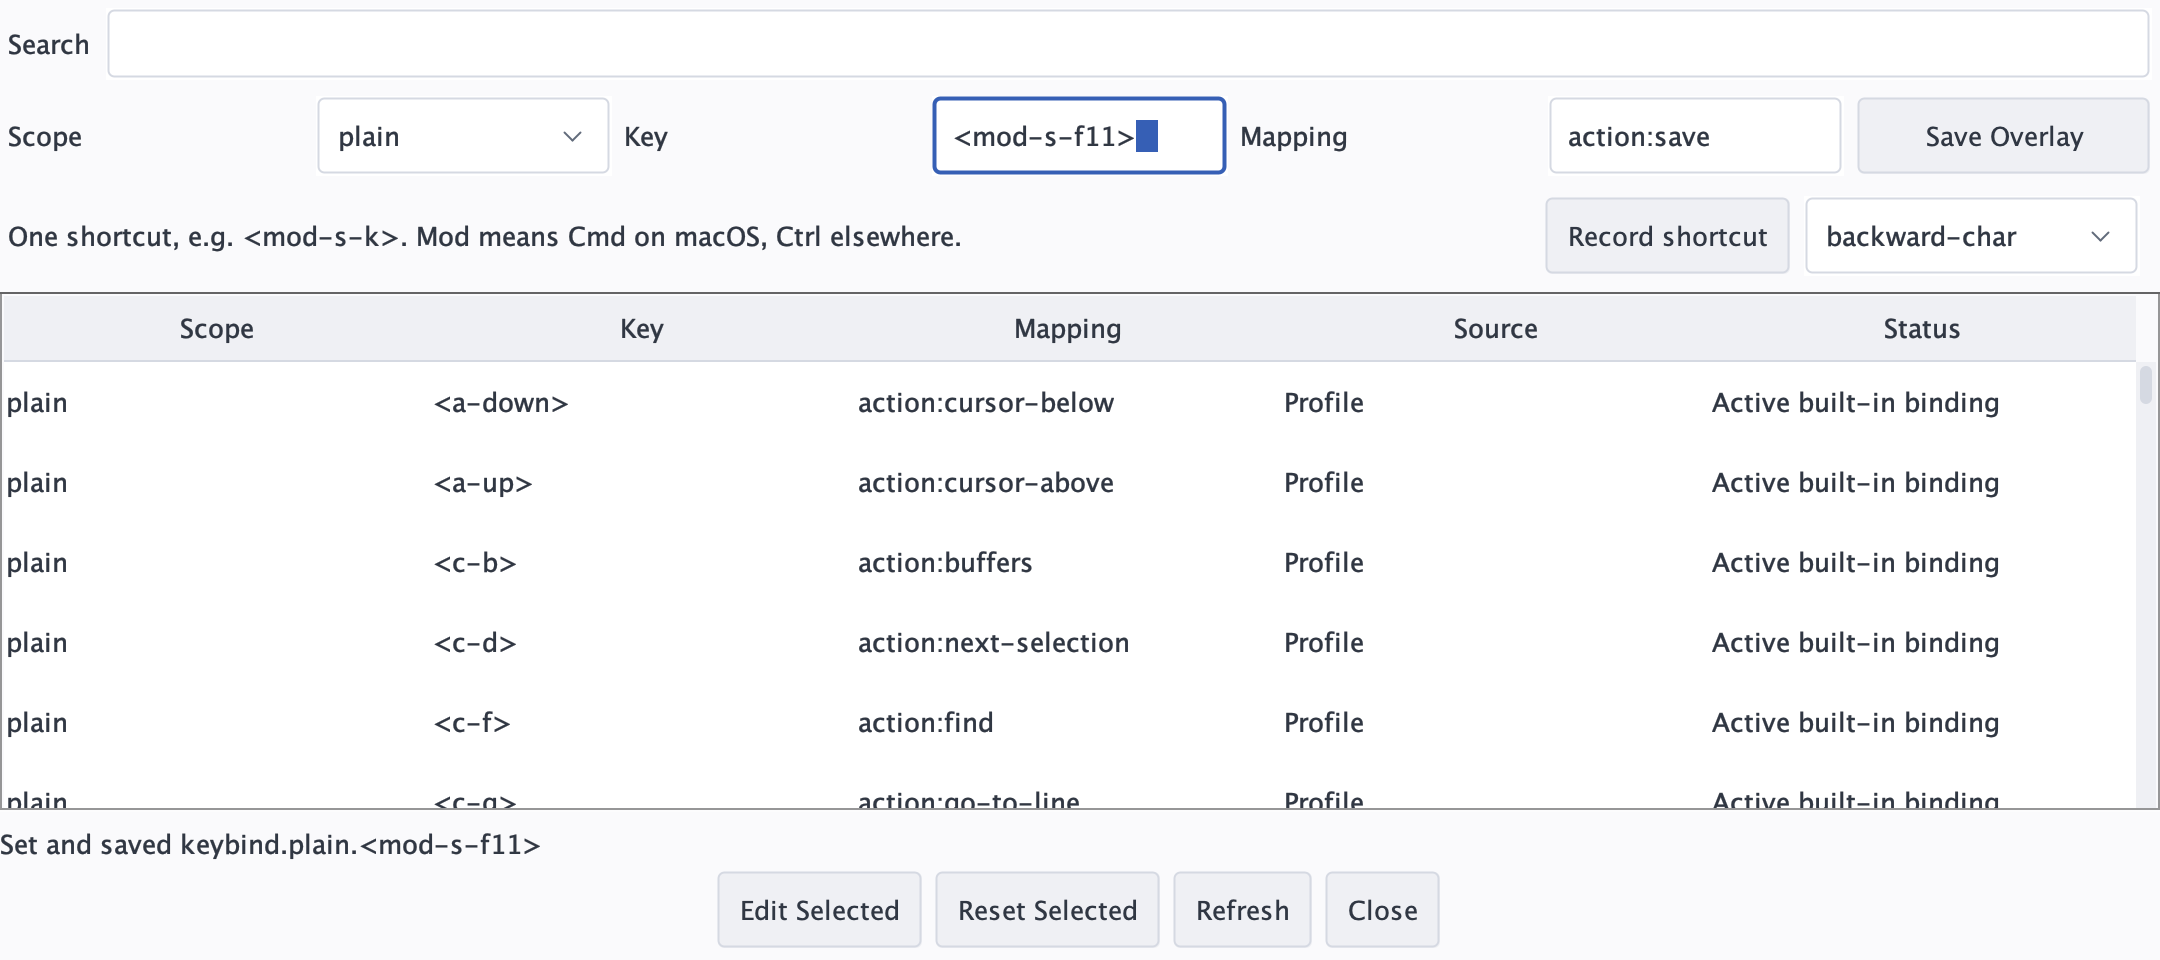 Search
Scope plain Key <mod-s-f11> Mapping action:save Save Overlay
One shortcut, e.g. <mod-s-k>. Mod means Cmd on macOS, Ctrl elsewhere. Record shortcut backward-char
Scope Key Mapping Source Status
plain <a-down> action:cursor-below Profile Active built-in binding
plain <a-up> action:cursor-above Profile Active built-in binding
plain <c-b> action:buffers Profile Active built-in binding
plain <c-d> action:next-selection Profile Active built-in binding
plain <c-f> action:find Profile Active built-in binding
plain <c-g> action:go-to-line Profile Active built-in binding
Set and saved keybind.plain.<mod-s-f11>
Edit Selected Reset Selected Refresh Close